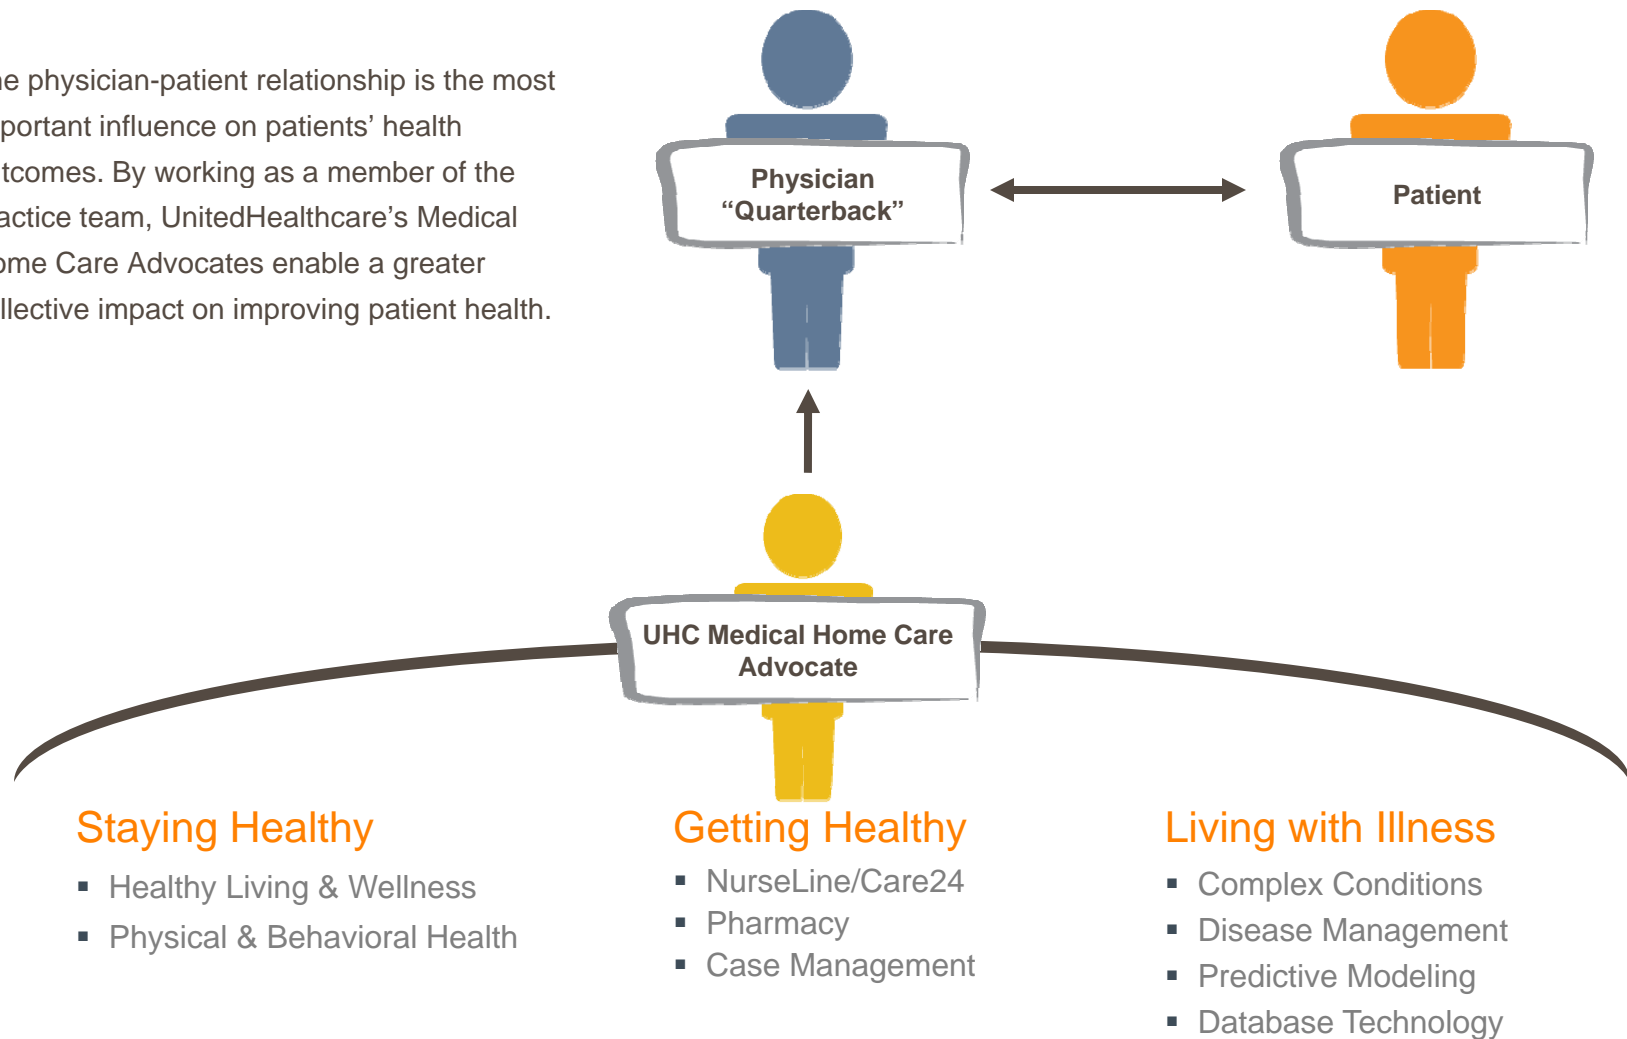 he physician-patient relationship is the most
portant influence on patients’ health
tcomes. By working as a member of the
actice team, UnitedHealthcare’s Medical
ome Care Advocates enable a greater
llective impact on improving patient health.
Physician
“Quarterback”
Patient
UHC Medical Home Care
Advocate
Staying Healthy
▪ Healthy Living & Wellness
▪ Physical & Behavioral Health
Getting Healthy
▪ NurseLine/Care24
▪ Pharmacy
▪ Case Management
Living with Illness
▪ Complex Conditions
▪ Disease Management
▪ Predictive Modeling
▪ Database Technology